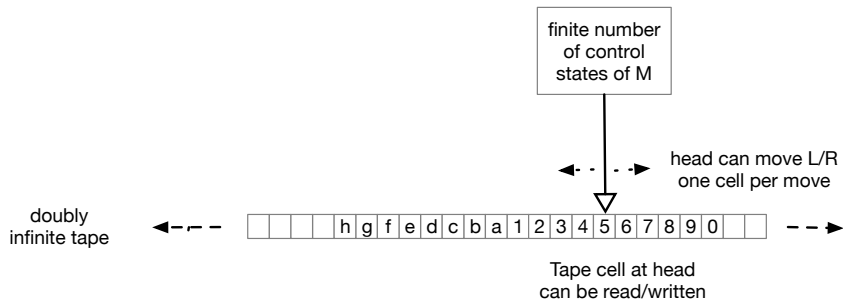 finite number
of control
states of M
head can move L/R
one cell per move
doubly
infinite tape
h g f e d c b a 1 2 3 4 5 6 7 8 9 0
Tape cell at head
can be read/written